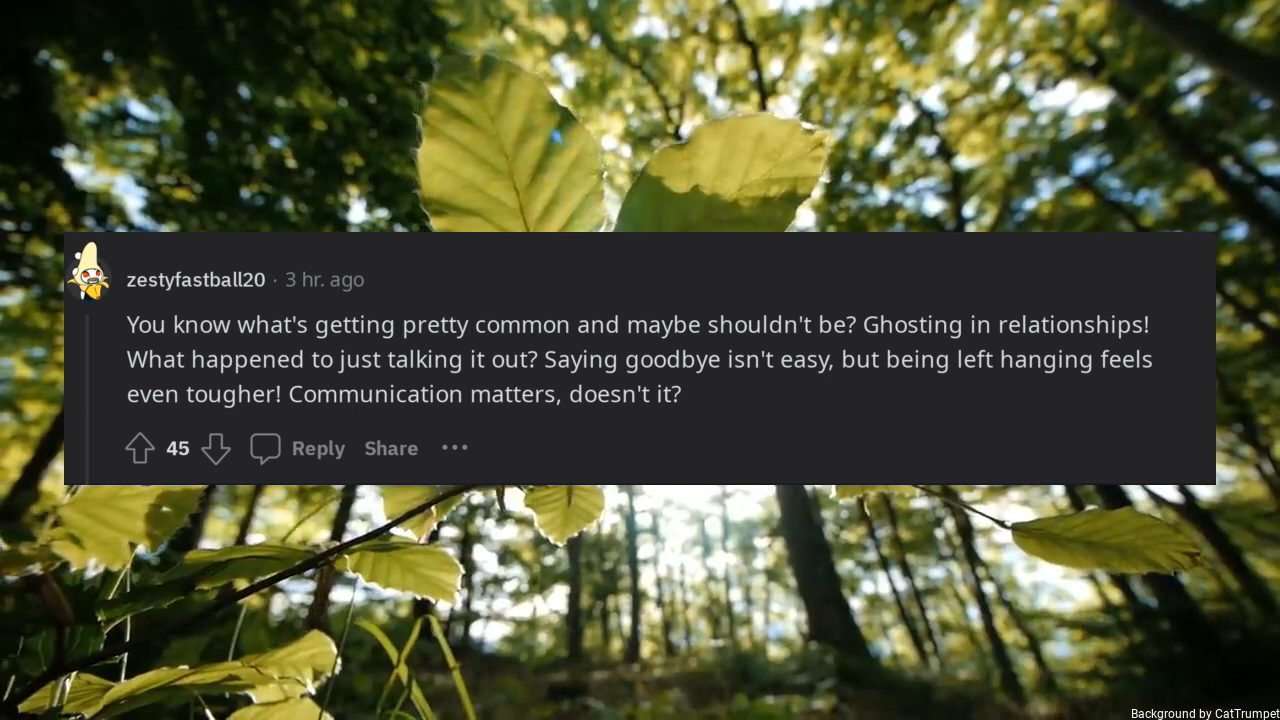 zestyfastball20 · 3 hr. ago
You know what's getting pretty common and maybe shouldn't be? Ghosting in relationships!
What happened to just talking it out? Saying goodbye isn't easy, but being left hanging feels
even tougher! Communication matters, doesn't it?
45 Reply Share
Background by CatTrumpet